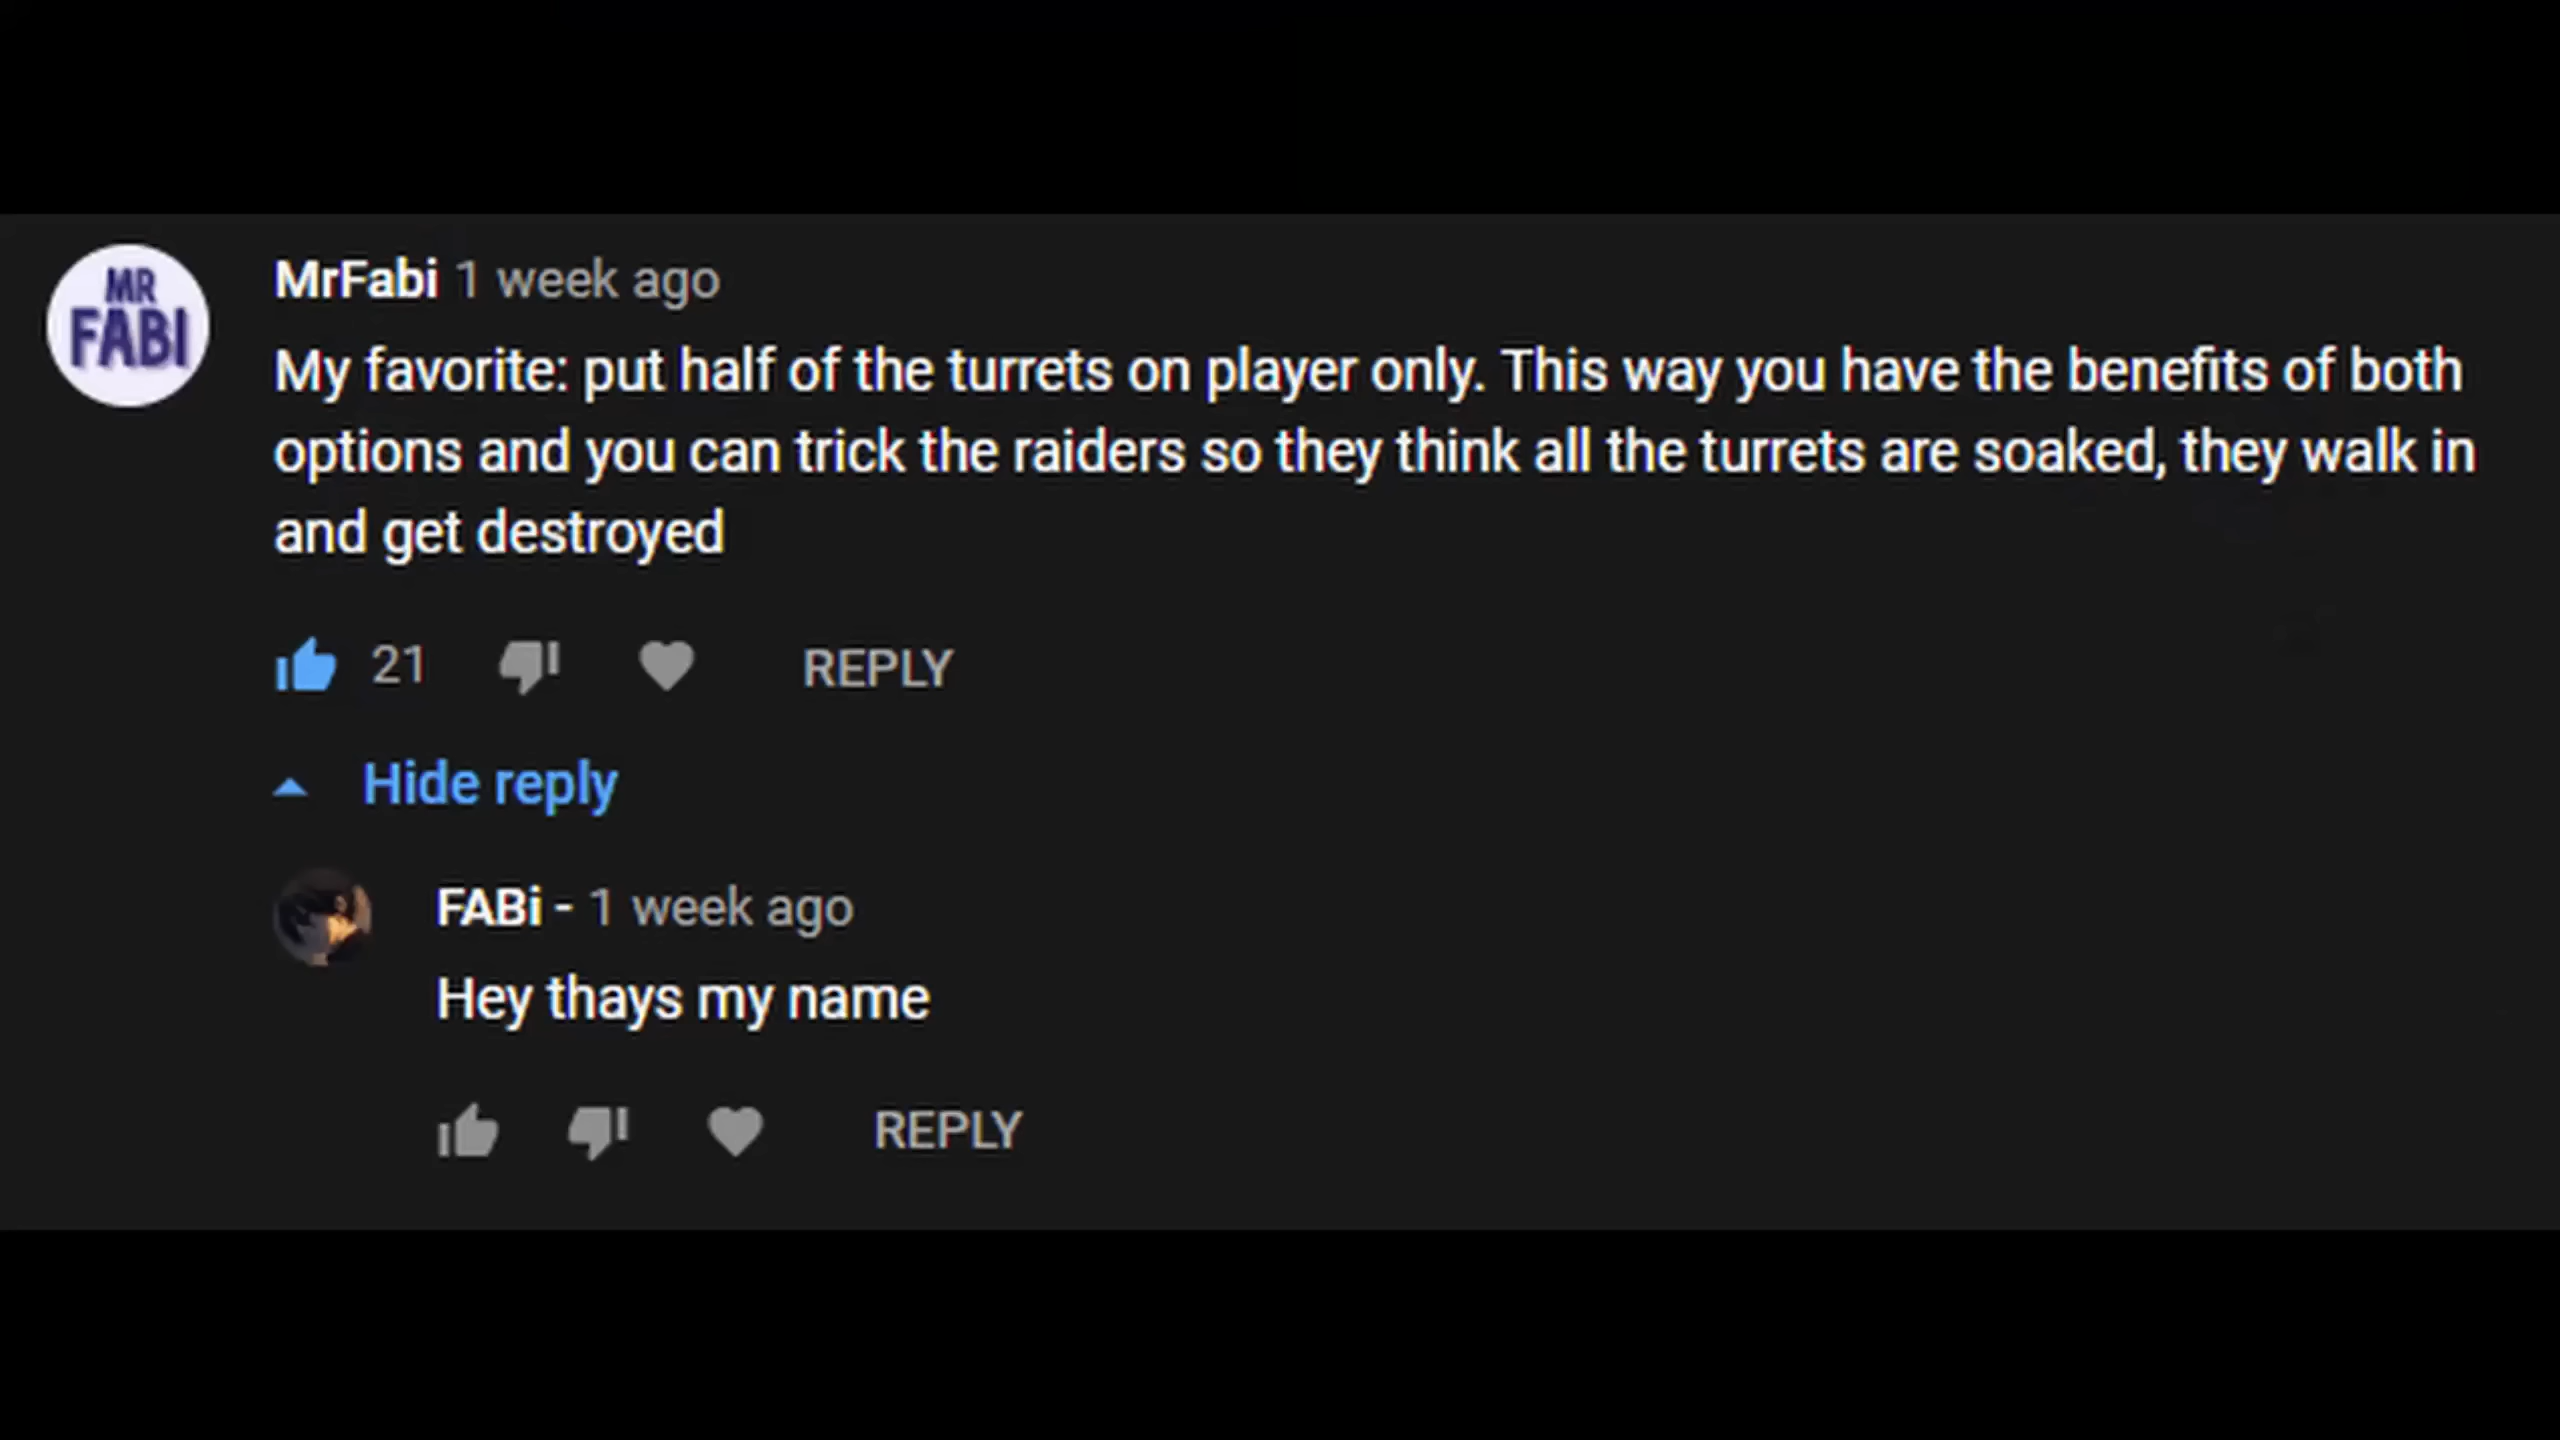 MR
FABI
MrFabi 1 week ago
My favorite: put half of the turrets on player only. This way you have the benefits of both
options and you can trick the raiders so they think all the turrets are soaked, they walk in
and get destroyed
21 REPLY
Hide reply
FABi - 1 week ago
Hey thays my name
REPLY